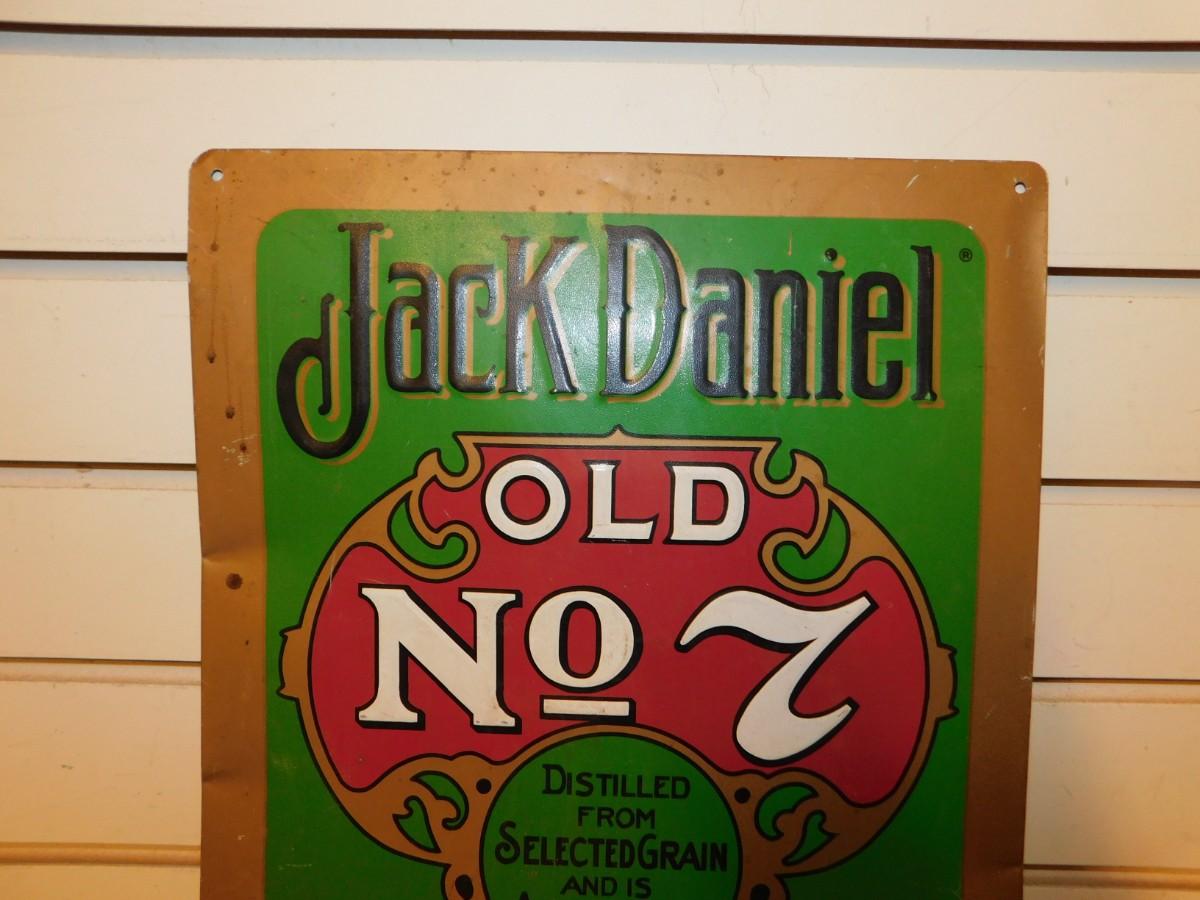 Jack Daniel ®
OLD
No 7
DISTILLED
FROM
SELECTED GRAIN
AND IS